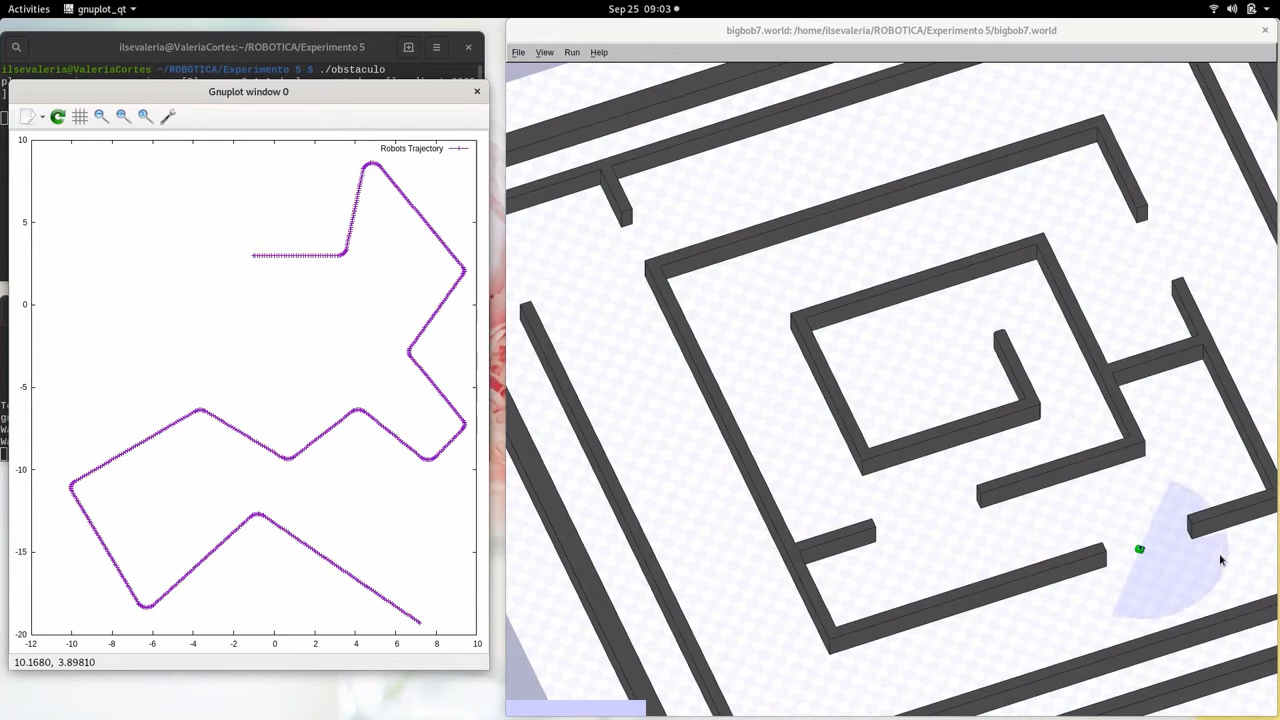 Activities
gnuplot_qt
Sep 25 09:03
ilsevaleria@ValeriaCortes:~/ROBOTICA/Experimento 5
ilsevaleria@ValeriaCortes ~/ROBOTICA/Experimento 5 $ ./obstaculo
Gnuplot window 0
Robots Trajectory
10
5
0
-5
-10
-15
-20
-12 -10 -8 -6 -4 -2 0 2 4 6 8 10
10.1680, 3.89810
bigbob7.world: /home/ilsevaleria/ROBOTICA/Experimento 5/bigbob7.world
File View Run Help